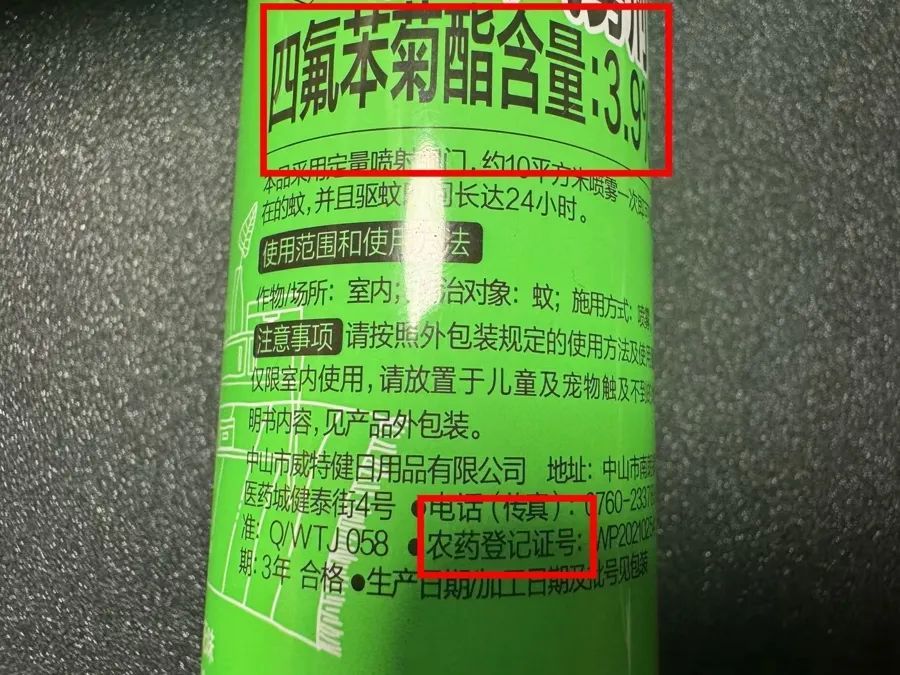 四氟苯菊酯含量:3.9%
本品采用定量喷射 门，约10平方米喷雾一次
在的蚊，并且驱蚊 间长达24小时。
使用范围和使用方法
作物/场所：室内； 治对象：蚊；施用方式：喷雾
注意事项 请按照外包装规定的使用方法及使用
仅限室内使用，请放置于儿童及宠物触及不到
明书内容，见产品外包装。
中山市威特健日用品有限公司 地址：中山市南
医药城健泰街4号 ●电话（传真）：0760-2337
准：Q/WTJ 058 ●农药登记证号：WP202102
期：3年 合格 ●生产日期/加工日期及批号见包装